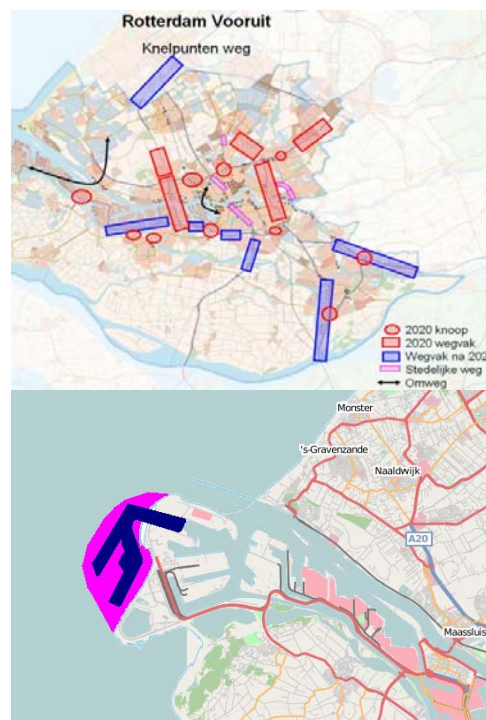 Rotterdam Vooruit
Knelpunten weg
2020 knoop
2020 wegvak
Wegvak na 202
Stedelijke weg
Omweg
Monster
's-Gravenzande
Naaldwijk
A20
Maassluis